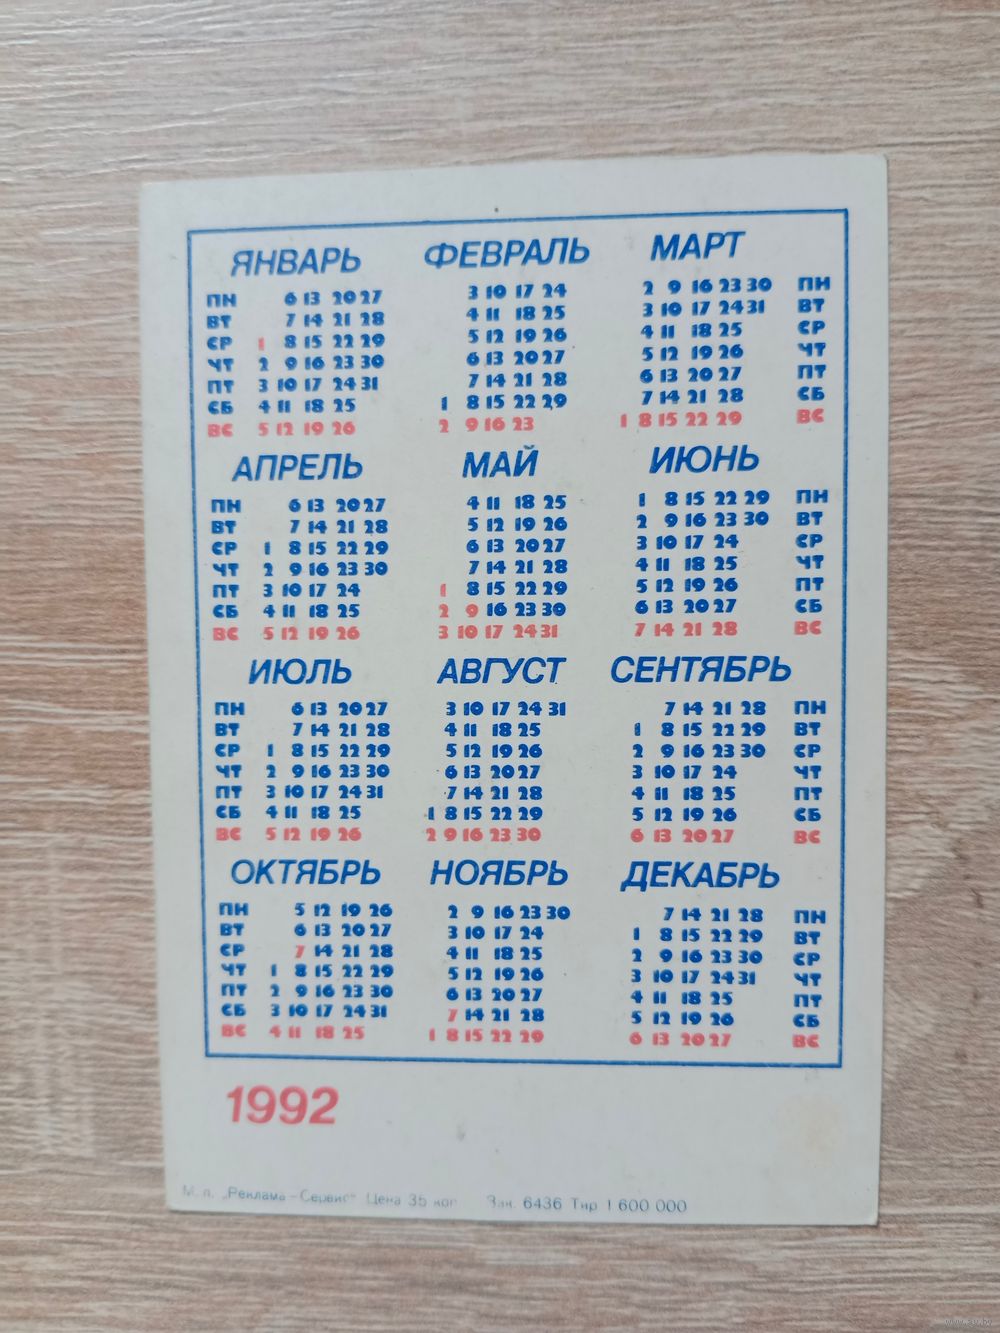 ЯНВАРЬ ФЕВРАЛЬ МАРТ
ПН 6 13 20 27 3 10 17 24 2 9 16 23 30 ПН
ВТ 7 14 21 28 4 11 18 25 3 10 17 24 31 ВТ
СР 1 8 15 22 29 5 12 19 26 4 11 18 25 СР
ЧТ 2 9 16 23 30 6 13 20 27 5 12 19 26 ЧТ
ПТ 3 10 17 24 31 7 14 21 28 6 13 20 27 ПТ
СБ 4 11 18 25 1 8 15 22 29 7 14 21 28 СБ
ВС 5 12 19 26 2 9 16 23 1 8 15 22 29 ВС
АПРЕЛЬ МАЙ ИЮНЬ
ПН 6 13 20 27 4 11 18 25 1 8 15 22 29 ПН
ВТ 7 14 21 28 5 12 19 26 2 9 16 23 30 ВТ
СР 1 8 15 22 29 6 13 20 27 3 10 17 24 СР
ЧТ 2 9 16 23 30 7 14 21 28 4 11 18 25 ЧТ
ПТ 3 10 17 24 1 8 15 22 29 5 12 19 26 ПТ
СБ 4 11 18 25 2 9 16 23 30 6 13 20 27 СБ
ВС 5 12 19 26 3 10 17 24 31 7 14 21 28 ВС
ИЮЛЬ АВГУСТ СЕНТЯБРЬ
ПН 6 13 20 27 3 10 17 24 31 7 14 21 28 ПН
ВТ 7 14 21 28 4 11 18 25 1 8 15 22 29 ВТ
СР 1 8 15 22 29 5 12 19 26 2 9 16 23 30 СР
ЧТ 2 9 16 23 30 6 13 20 27 3 10 17 24 ЧТ
ПТ 3 10 17 24 31 7 14 21 28 4 11 18 25 ПТ
СБ 4 11 18 25 1 8 15 22 29 5 12 19 26 СБ
ВС 5 12 19 26 2 9 16 23 30 6 13 20 27 ВС
ОКТЯБРЬ НОЯБРЬ ДЕКАБРЬ
ПН 5 12 19 26 2 9 16 23 30 7 14 21 28 ПН
ВТ 6 13 20 27 3 10 17 24 1 8 15 22 29 ВТ
СР 7 14 21 28 4 11 18 25 2 9 16 23 30 СР
ЧТ 1 8 15 22 29 5 12 19 26 3 10 17 24 31 ЧТ
ПТ 2 9 16 23 30 6 13 20 27 4 11 18 25 ПТ
СБ 3 10 17 24 31 7 14 21 28 5 12 19 26 СБ
ВС 4 11 18 25 1 8 15 22 29 6 13 20 27 ВС
1992
М. п. „Реклама-Сервис" Цена 35 коп Зак. 6436 Тир 1 600 000